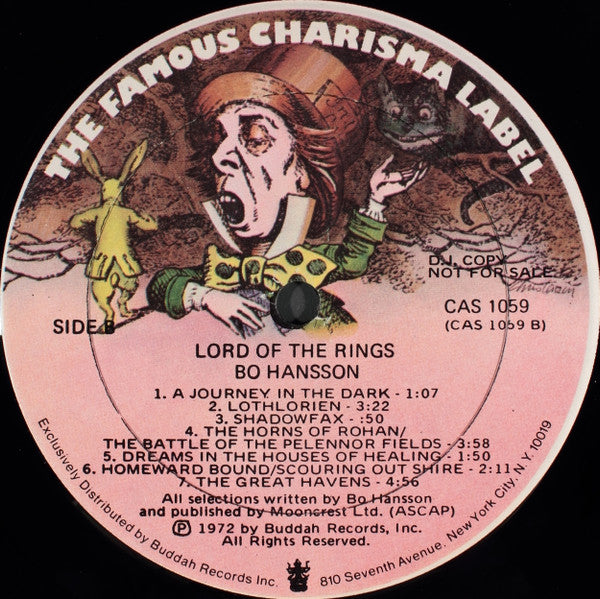 THE FAMOUS CHARISMA LABEL
D.J. COPY
NOT FOR SALE
SIDE B
CAS 1059
(CAS 1059 B)
LORD OF THE RINGS
BO HANSSON
1. A JOURNEY IN THE DARK - 1:07
2. LOTHLORIEN - 3:22
3. SHADOWFAX - :50
4. THE HORNS OF ROHAN/
THE BATTLE OF THE PELENNOR FIELDS - 3:58
5. DREAMS IN THE HOUSES OF HEALING - 1:50
6. HOMEWARD BOUND/SCOURING OUT SHIRE - 2:11
7. THE GREAT HAVENS - 4:56
All selections written by Bo Hansson
and published by Mooncrest Ltd. (ASCAP)
Ⓟ 1972 by Buddah Records, Inc.
All Rights Reserved.
Exclusively Distributed by Buddah Records Inc. 810 Seventh Avenue, New York City, N.Y. 10019